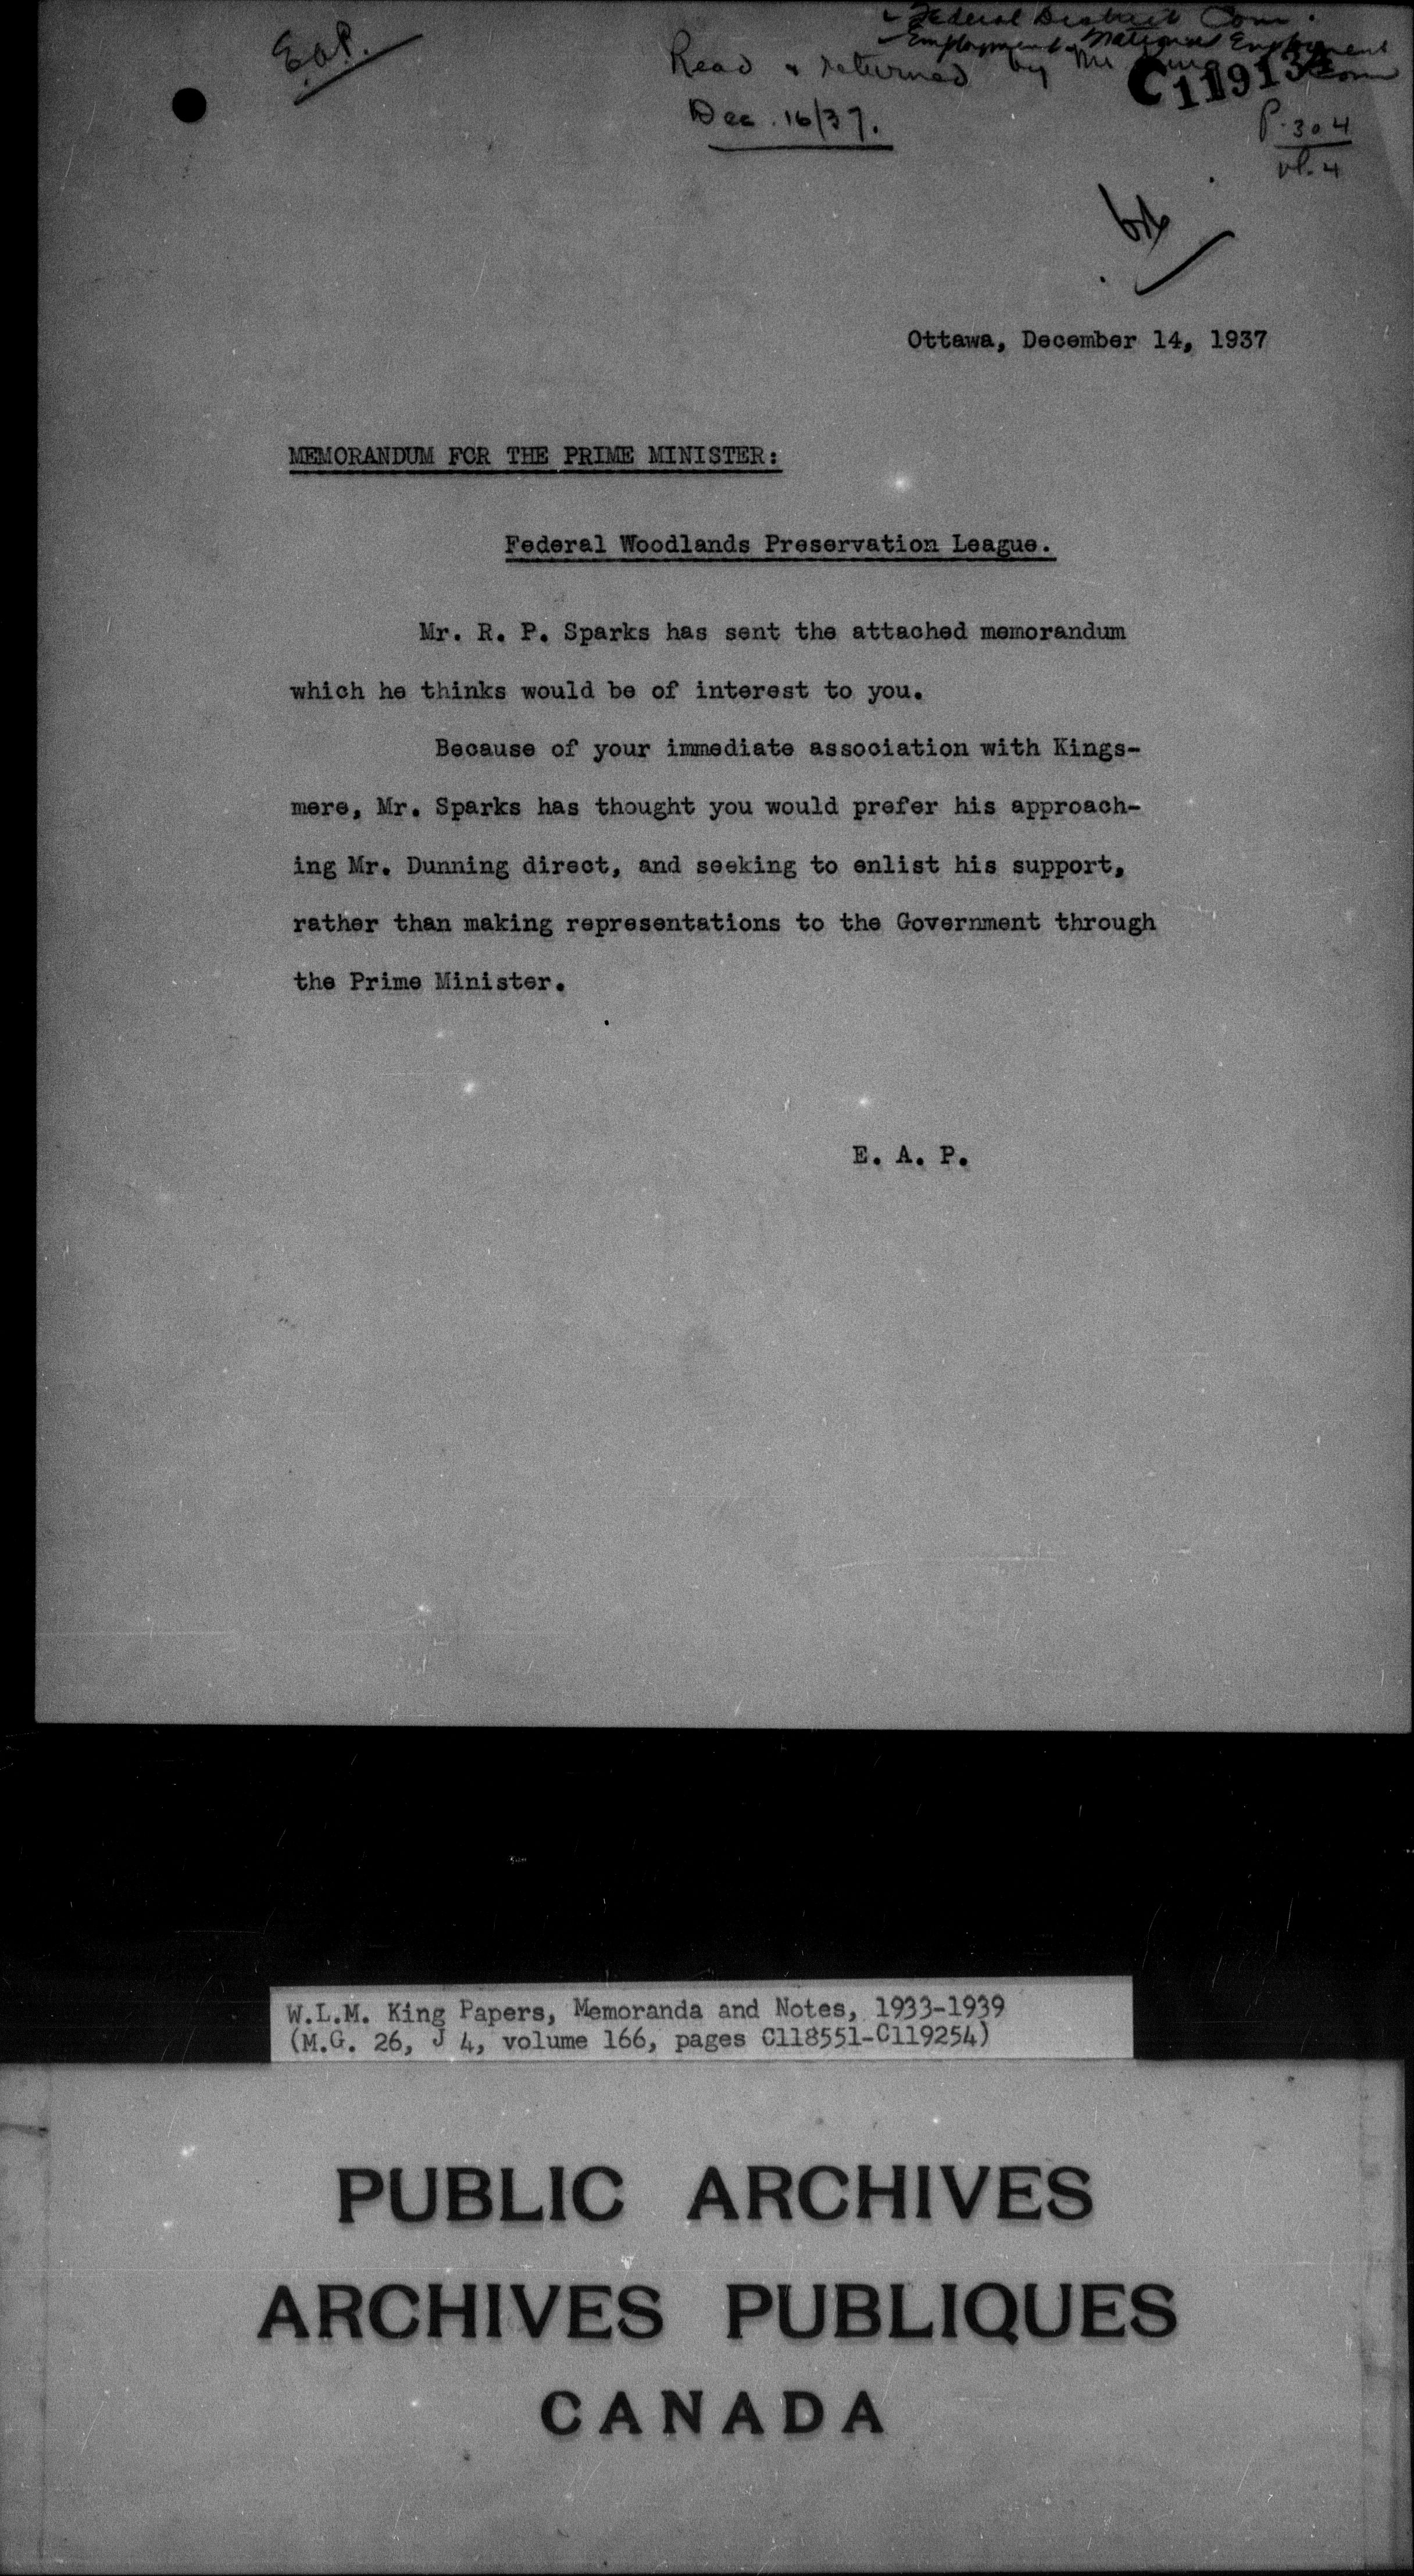 Federal District Com.
Employment National Employment
Com
E.A.P.
Read & returned by Mr
C119134
Dec. 16/37.
P. 304
vl. 4
Ottawa, December 14, 1937
MEMORANDUM FOR THE PRIME MINISTER:
Federal Woodlands Preservation League.
Mr. R. P. Sparks has sent the attached memorandum
which he thinks would be of interest to you.
Because of your immediate association with Kings-
mere, Mr. Sparks has thought you would prefer his approach-
ing Mr. Dunning direct, and seeking to enlist his support,
rather than making representations to the Government through
the Prime Minister.
E. A. P.
W.L.M. King Papers, Memoranda and Notes, 1933-1939
(M.G. 26, J 4, volume 166, pages C118551-C119254)
PUBLIC ARCHIVES
ARCHIVES PUBLIQUES
CANADA